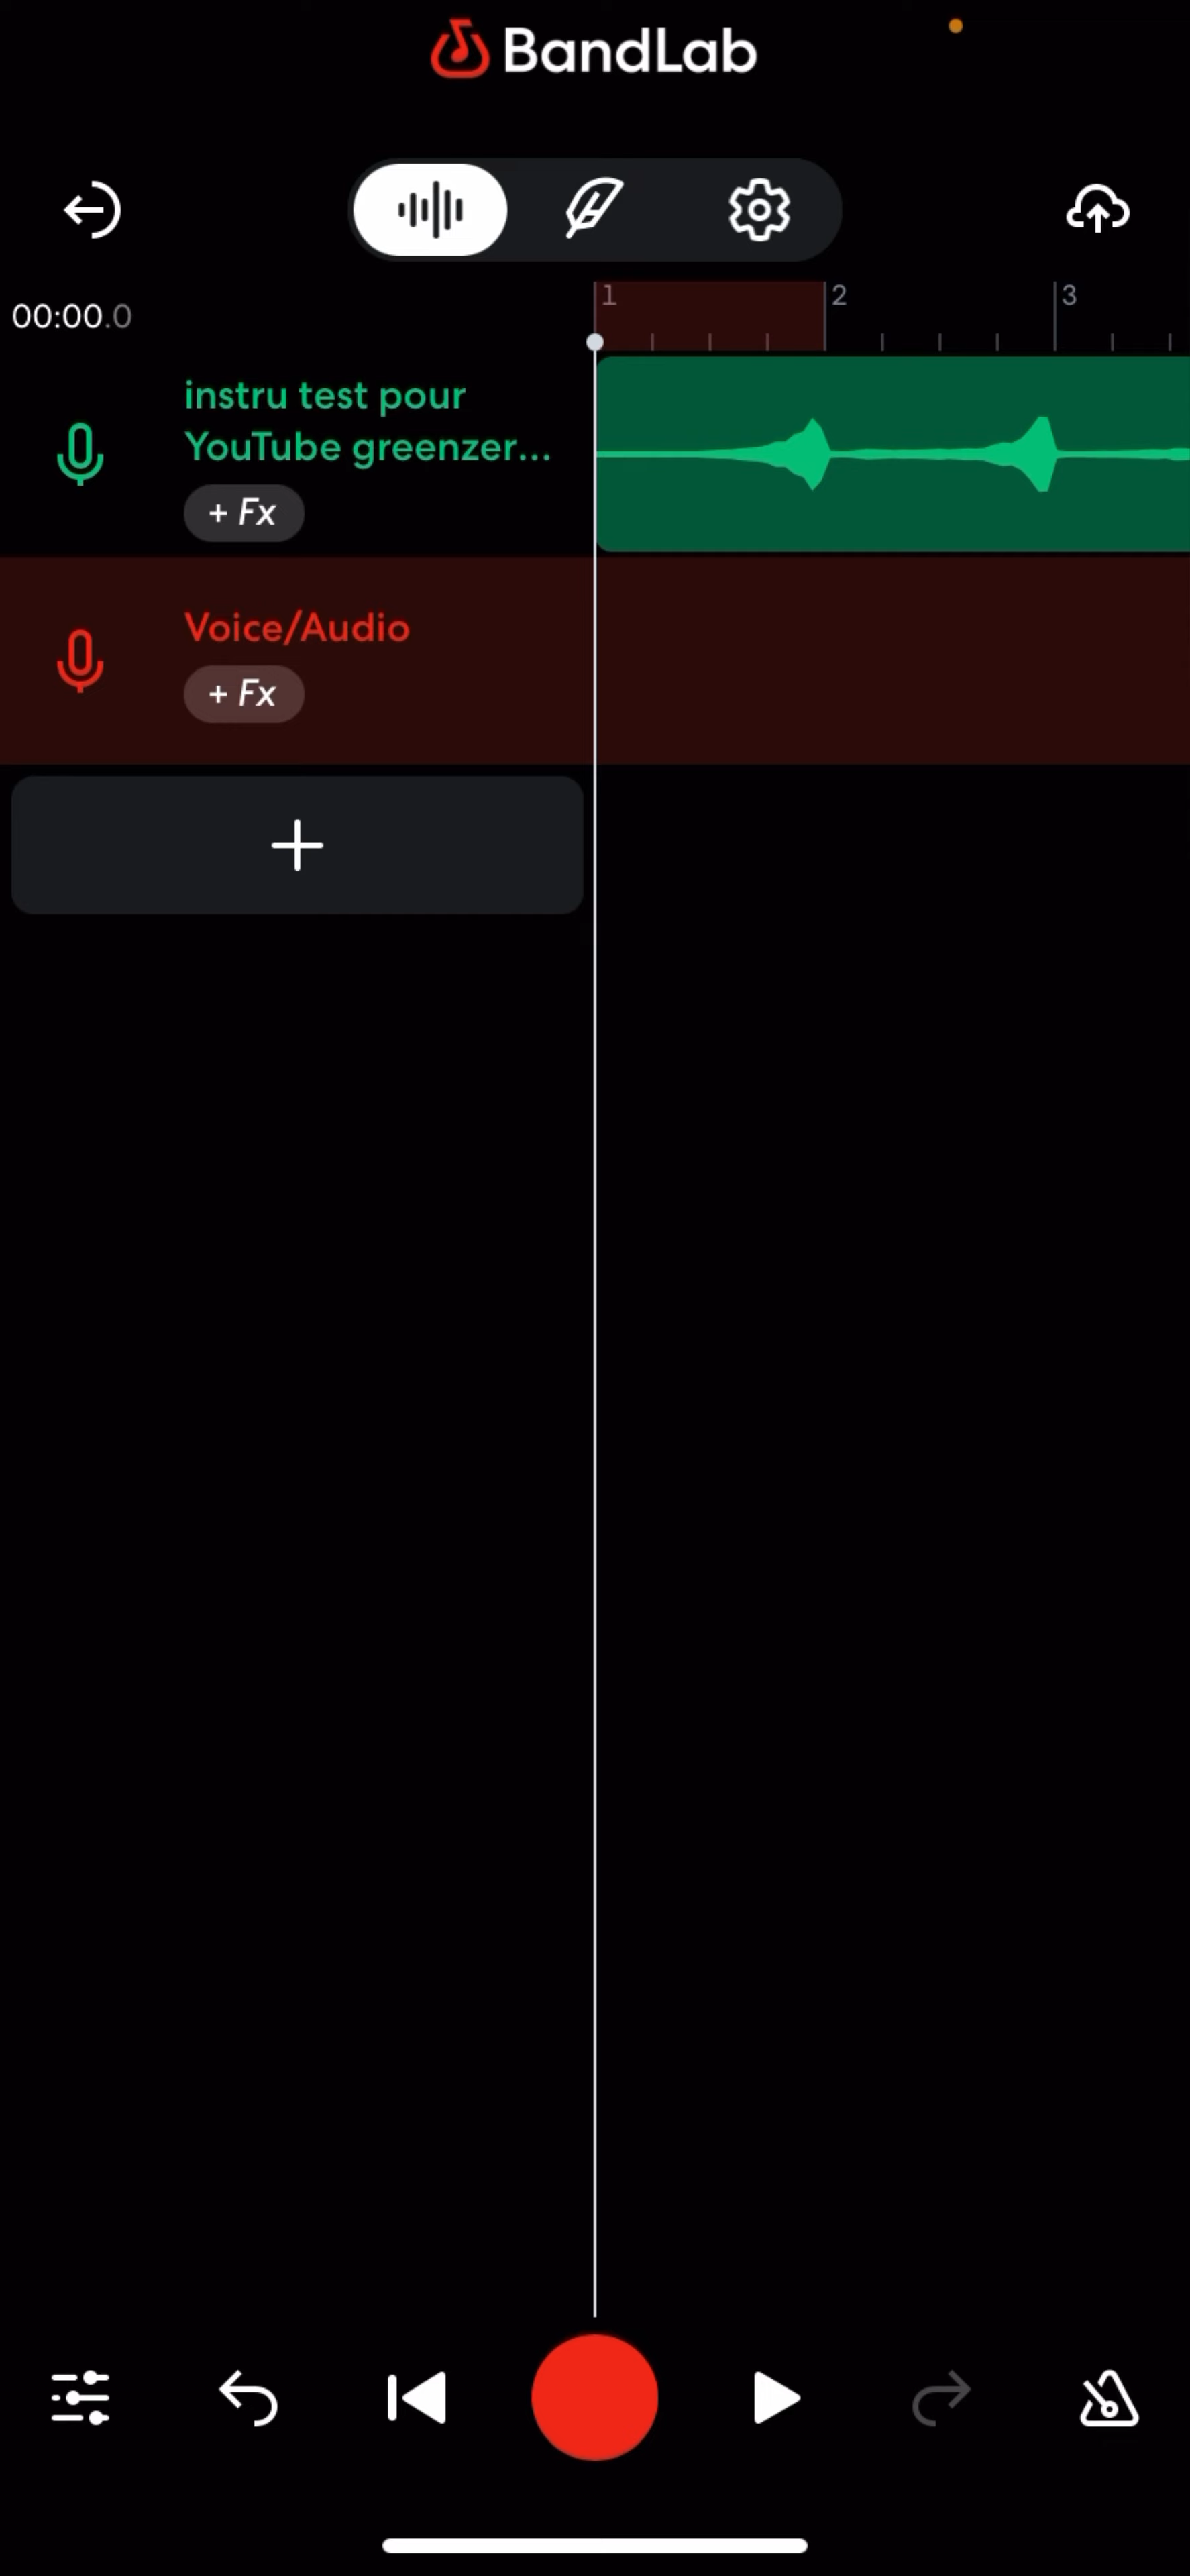 BandLab
00:00.0
1 2 3
instru test pour
YouTube greenzer...
+ Fx
Voice/Audio
+ Fx